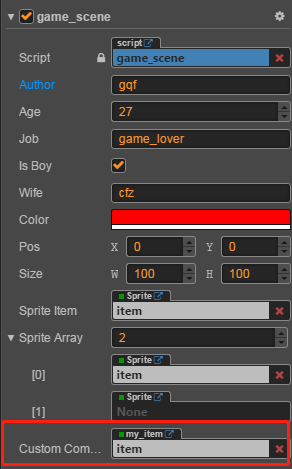 game_scene
script
Script game_scene
Author gqf
Age 27
Job game_lover
Is Boy
Wife cfz
Color
Pos X 0 Y 0
Size W 100 H 100
Sprite
Sprite Item item
Sprite Array 2
Sprite
[0] item
Sprite
[1] None
my_item
Custom Com... item